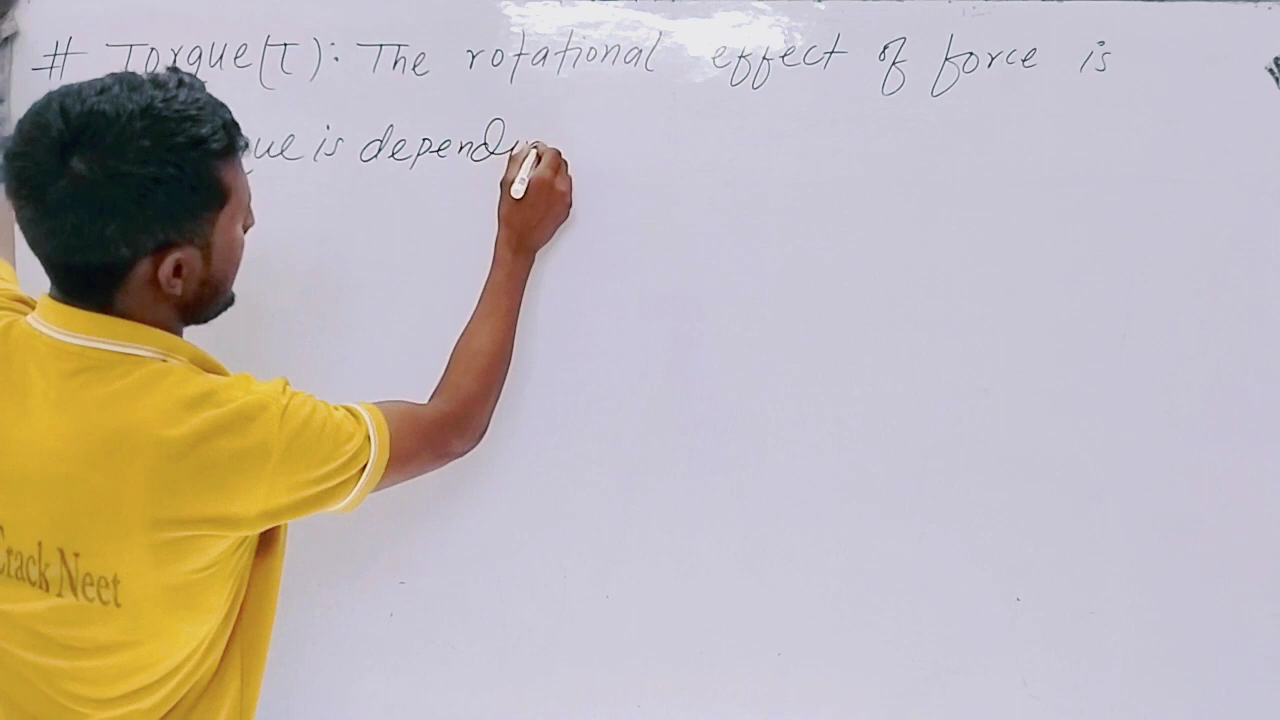 # Torque(τ): The rotational effect of force is
ue is depend
Crack Neet